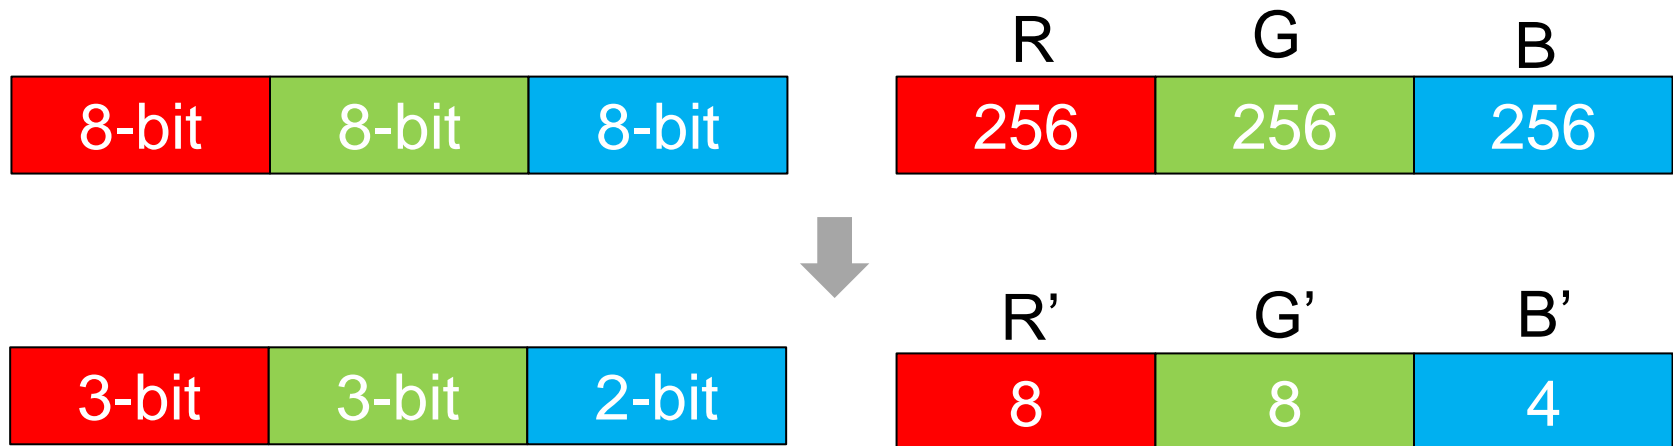 R G B
8-bit 8-bit 8-bit 256 256 256
R’ G’ B’
3-bit 3-bit 2-bit 8 8 4